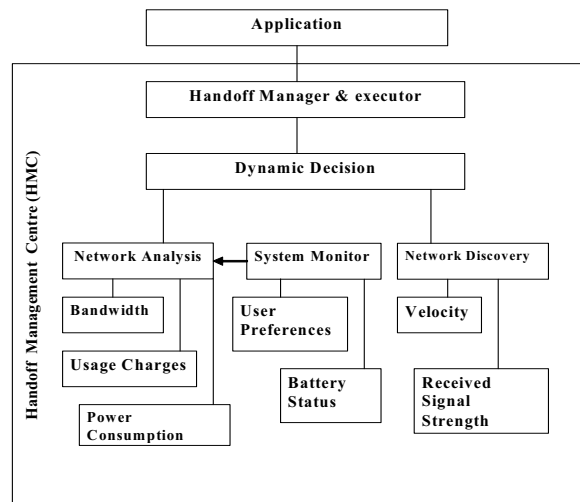 Application
Handoff Manager & executor
Dynamic Decision
Handoff Management Centre (HMC)
Network Analysis
System Monitor
Network Discovery
Bandwidth
User
Preferences
Velocity
Usage Charges
Battery
Status
Received
Signal
Strength
Power
Consumption